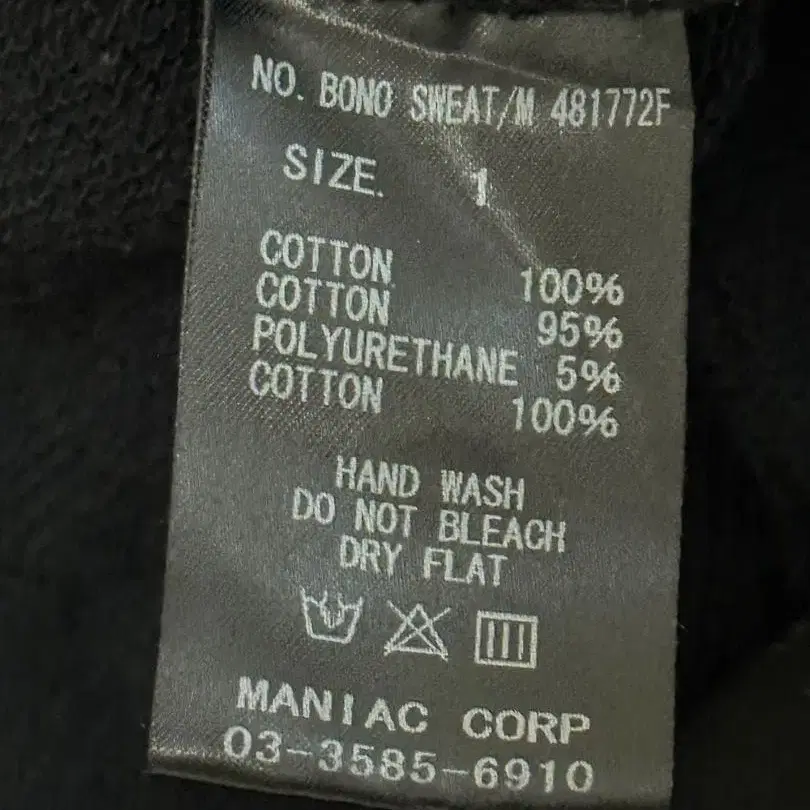 NO. BONO SWEAT/M 481772F
SIZE. 1
COTTON 100%
COTTON 95%
POLYURETHANE 5%
COTTON 100%
HAND WASH
DO NOT BLEACH
DRY FLAT
MANIAC CORP
03-3585-6910